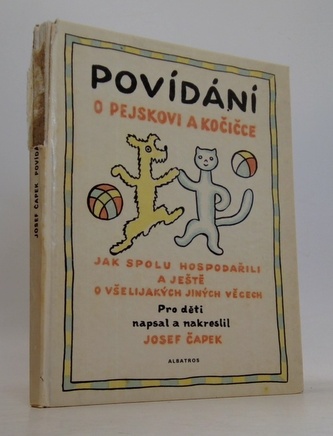 POVÍDÁNÍ
O PEJSKOVI A KOČIČCE
JAK SPOLU HOSPODAŘILI
A JEŠTĚ
O VŠELIJAKÝCH JINÝCH VĚCECH
Pro děti
napsal a nakreslil
JOSEF ČAPEK
ALBATROS
JOSEF ČAPEK POVÍDÁ